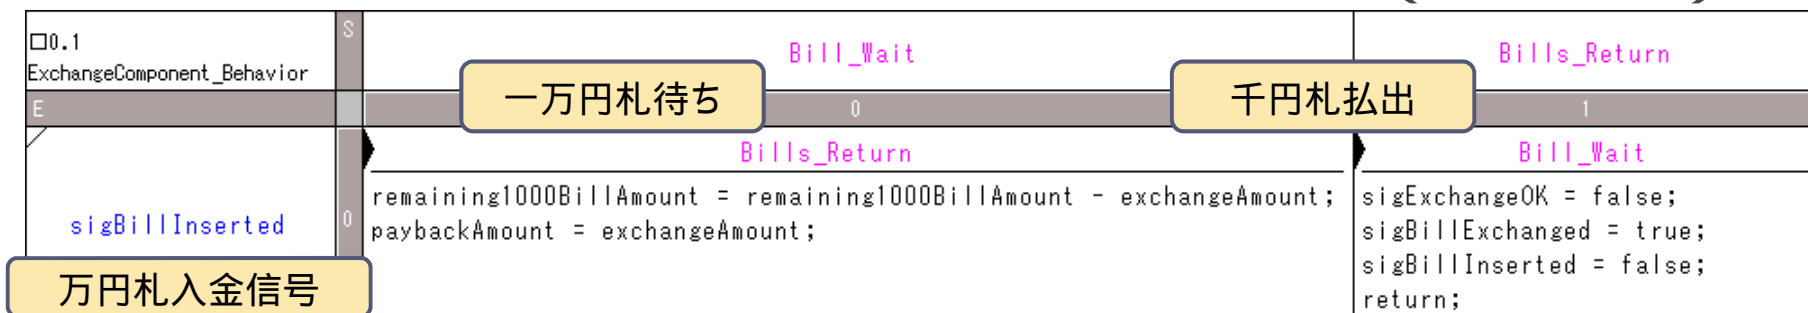 □0.1
ExchangeComponent_Behavior
S
Bill_Wait
Bills_Return
E
一万円札待ち
0
千円札払出
1
sigBillInserted
0
Bills_Return
remaining1000BillAmount = remaining1000BillAmount - exchangeAmount;
paybackAmount = exchangeAmount;
Bill_Wait
sigExchangeOK = false;
sigBillExchanged = true;
sigBillInserted = false;
return;
万円札入金信号